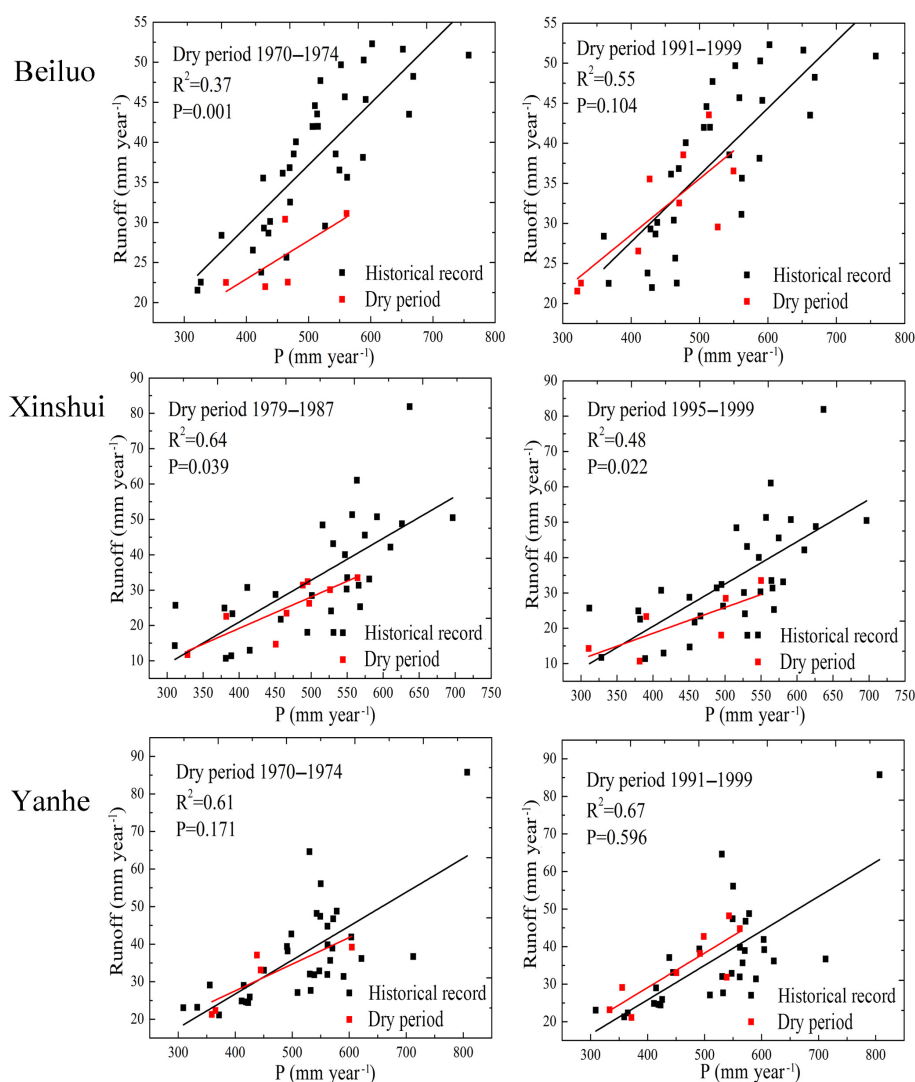 Beiluo
Dry period 1970–1974
R²=0.37
P=0.001
Runoff (mm year⁻¹)
55
50
45
40
35
30
25
20
Historical record
Dry period
300 400 500 600 700 800
P (mm year⁻¹)
Dry period 1991–1999
R²=0.55
P=0.104
Runoff (mm year⁻¹)
55
50
45
40
35
30
25
20
Historical record
Dry period
300 400 500 600 700 800
P (mm year⁻¹)
Xinshui
Dry period 1979–1987
R²=0.64
P=0.039
Runoff (mm year⁻¹)
90
80
70
60
50
40
30
20
10
Historical record
Dry period
300 350 400 450 500 550 600 650 700 750
P (mm year⁻¹)
Dry period 1995–1999
R²=0.48
P=0.022
Runoff (mm year⁻¹)
90
80
70
60
50
40
30
20
10
Historical record
Dry period
300 350 400 450 500 550 600 650 700 750
P (mm year⁻¹)
Yanhe
Dry period 1970–1974
R²=0.61
P=0.171
Runoff (mm year⁻¹)
90
80
70
60
50
40
30
20
Historical record
Dry period
300 400 500 600 700 800
P (mm year⁻¹)
Dry period 1991–1999
R²=0.67
P=0.596
Runoff (mm year⁻¹)
90
80
70
60
50
40
30
20
Historical record
Dry period
300 400 500 600 700 800
P (mm year⁻¹)